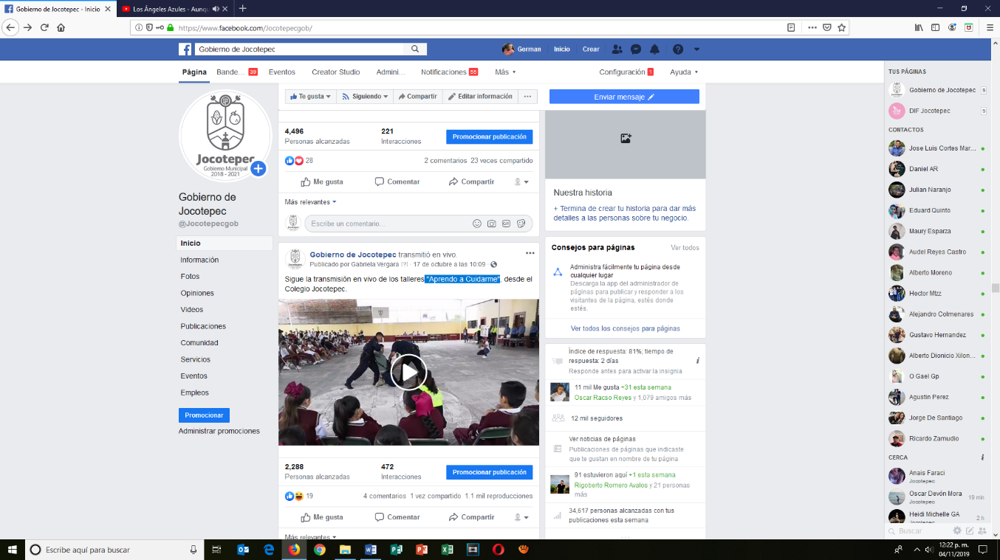 Gobierno de Jocotepec - Inicio
Los Ángeles Azules - Aunqu
https://www.facebook.com/Jocotepecgob/
Gobierno de Jocotepec
German
Inicio
Crear
Página
Bande... 39
Eventos
Creator Studio
Admini...
Notificaciones 55
Más
Configuración 1
Ayuda
Jocotepec
Gobierno Municipal
2018 - 2021
Gobierno de
Jocotepec
@Jocotepecgob
Inicio
Información
Fotos
Opiniones
Videos
Publicaciones
Comunidad
Servicios
Eventos
Empleos
Promocionar
Administrar promociones
Te gusta
Siguiendo
Compartir
Editar información
...
4,496
Personas alcanzadas
221
Interacciones
Promocionar publicación
28
2 comentarios 23 veces compartido
Me gusta
Comentar
Compartir
Más relevantes
Escribe un comentario...
GIF
Gobierno de Jocotepec transmitió en vivo.
Publicado por Gabriela Vergara [?] · 17 de octubre a las 10:09 ·
Sigue la transmisión en vivo de los talleres "Aprendo a Cuidarme", desde el
Colegio Jocotepec.
2,288
Personas alcanzadas
472
Interacciones
Promocionar publicación
19
4 comentarios 1 vez compartido 1.1 mil reproducciones
Me gusta
Comentar
Compartir
Más relevantes
Enviar mensaje
Nuestra historia
+ Termina de crear tu historia para dar más
detalles a las personas sobre tu negocio.
Consejos para páginas
Ver todos
Administra fácilmente tu página desde
cualquier lugar
Descarga la app del administrador de
páginas para publicar y responder a los
visitantes de la página, estés donde
estés.
Ver todos los consejos para páginas
Índice de respuesta: 81%; tiempo de
respuesta: 2 días
Responde antes para activar la insignia
11 mil Me gusta +31 esta semana
Oscar Racso Reyes y 1,079 amigos más
12 mil seguidores
Ver noticias de páginas
Publicaciones de páginas que indicaste
que te gustan en nombre de tu página
91 estuvieron aquí +1 esta semana
Rigoberto Romero Avalos y 21 personas
más
34,617 personas alcanzadas con tus
publicaciones esta semana
TUS PÁGINAS
Gobierno de Jocotepec 9
DIF Jocotepec 9
CONTACTOS
Jose Luis Cortes Mar...
Daniel AR
Julian Naranjo
Eduard Quinto
Maury Esparza
Audel Reyes Castro
Alberto Moreno
Hector Mtzz
Alejandro Colmenares
Gustavo Hernandez
Alberto Dionicio Xilon...
O Gael Gp
Agustin Perez
Jorge De Santiago
Ricardo Zamudio
CERCA
Anais Faraci
Jocotepec
Oscar Devón Mora
Jocotepec
19 min
Heidi Michelle GA
Jocotepec
2 h
Buscar
Escribe aquí para buscar
12:22 p. m.
04/11/2019